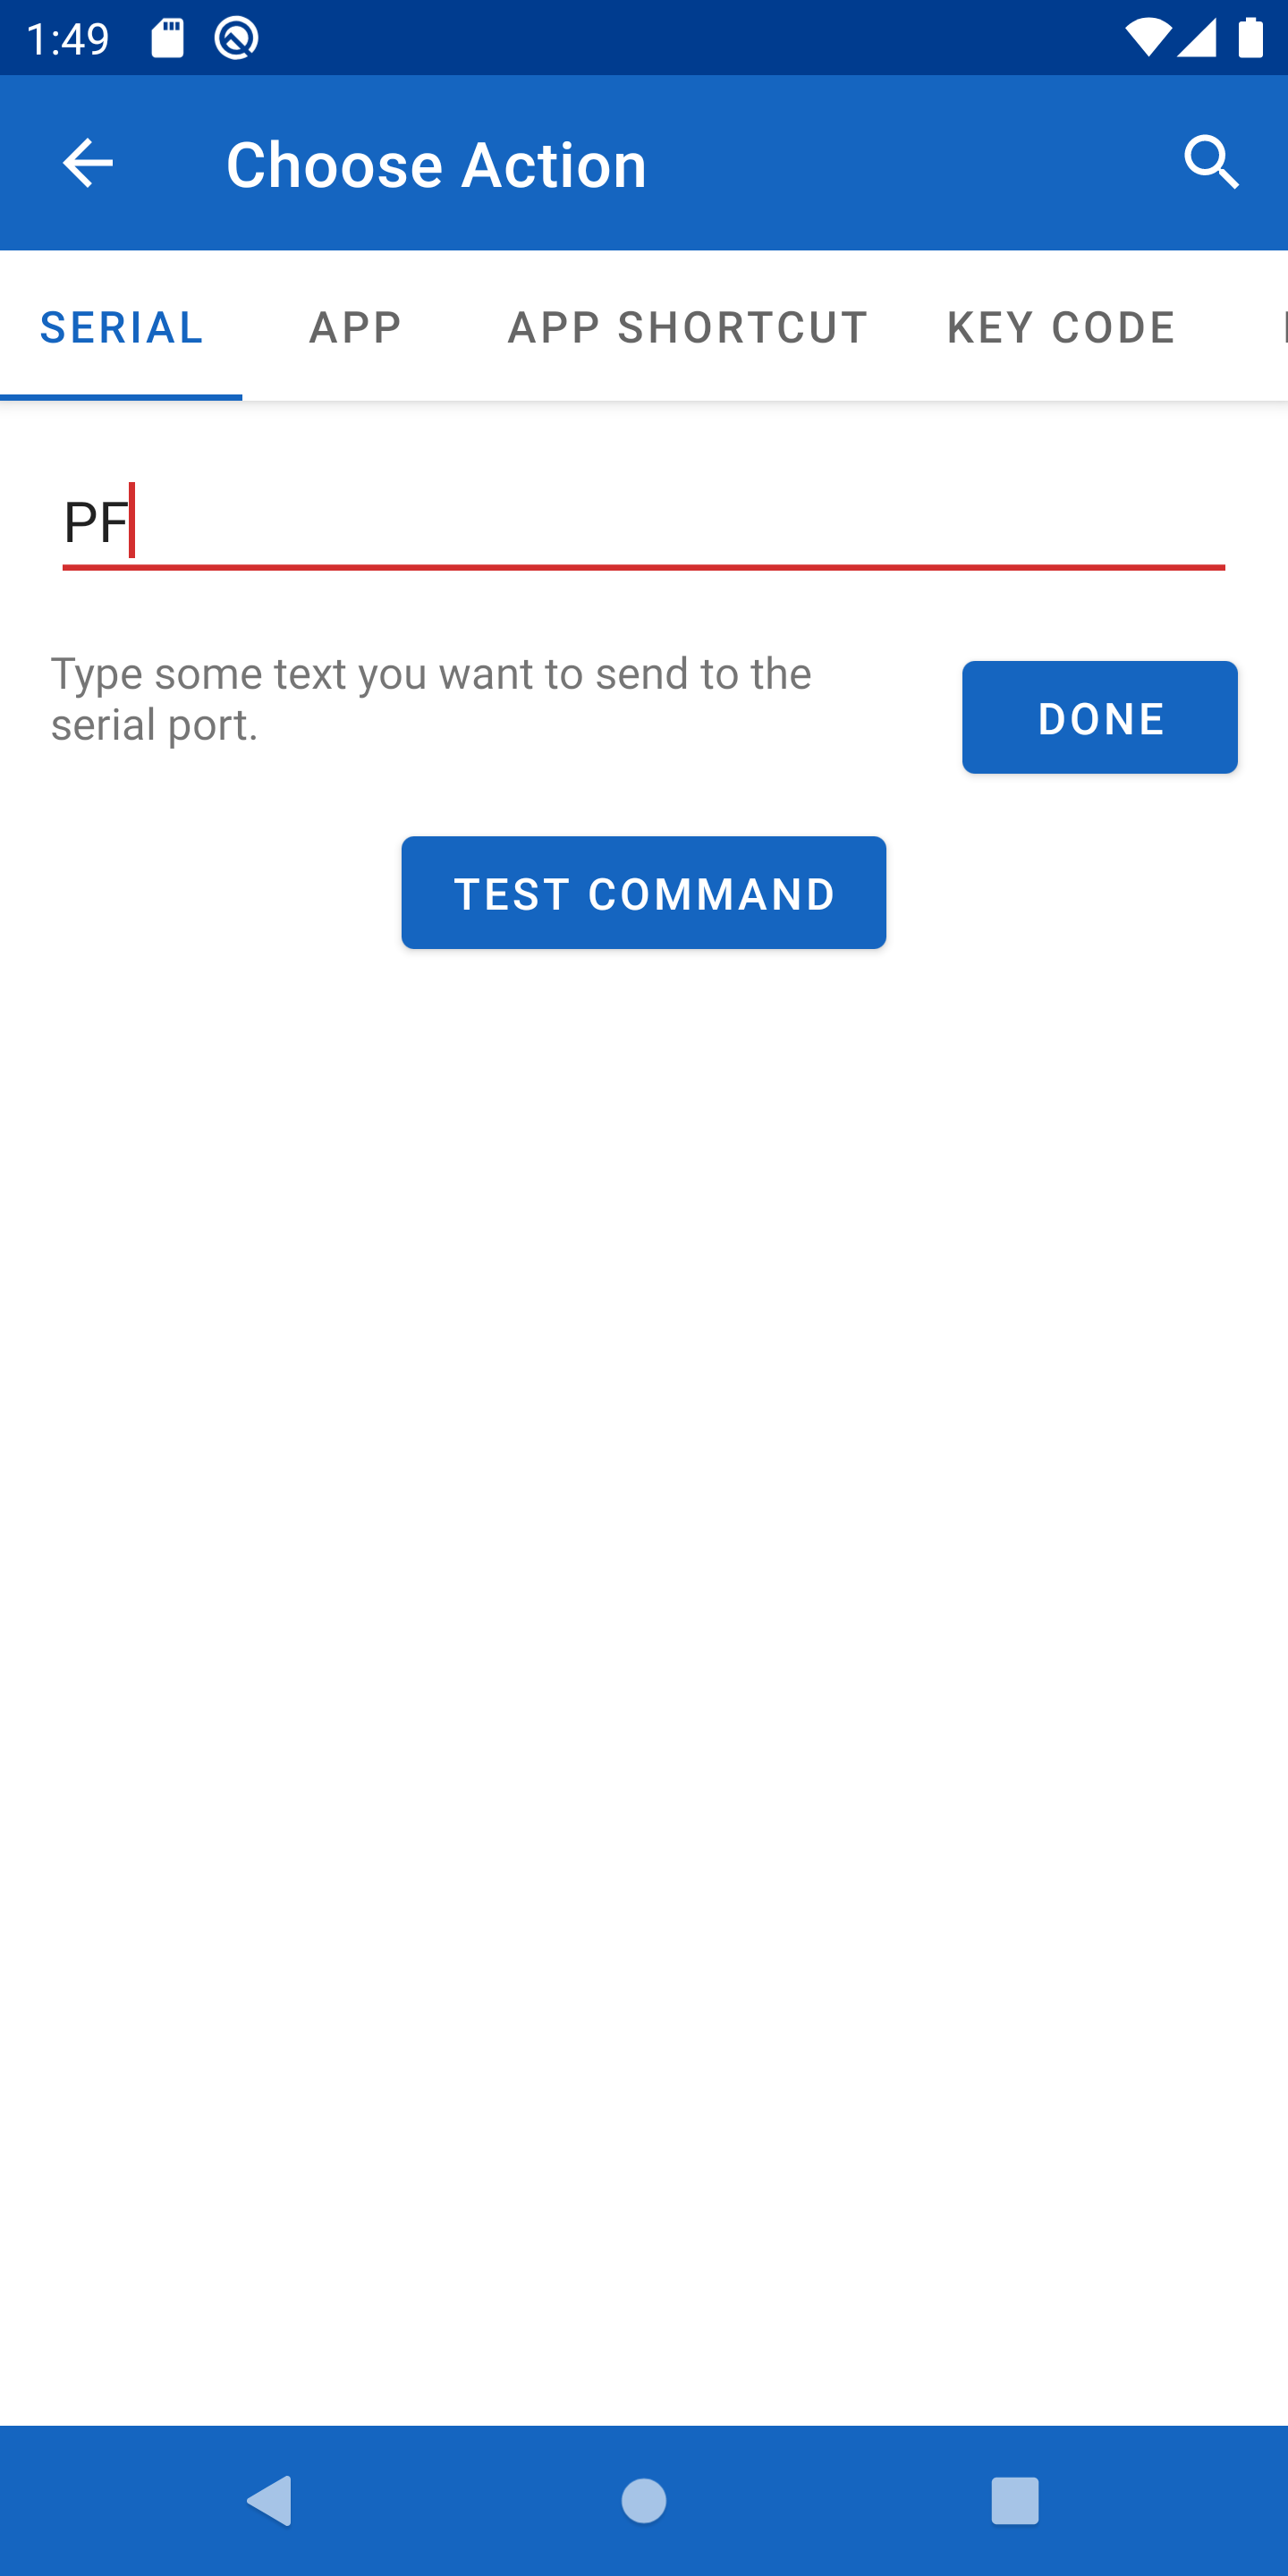 1:49
Choose Action
SERIAL APP APP SHORTCUT KEY CODE
PF
Type some text you want to send to the
serial port.
DONE
TEST COMMAND